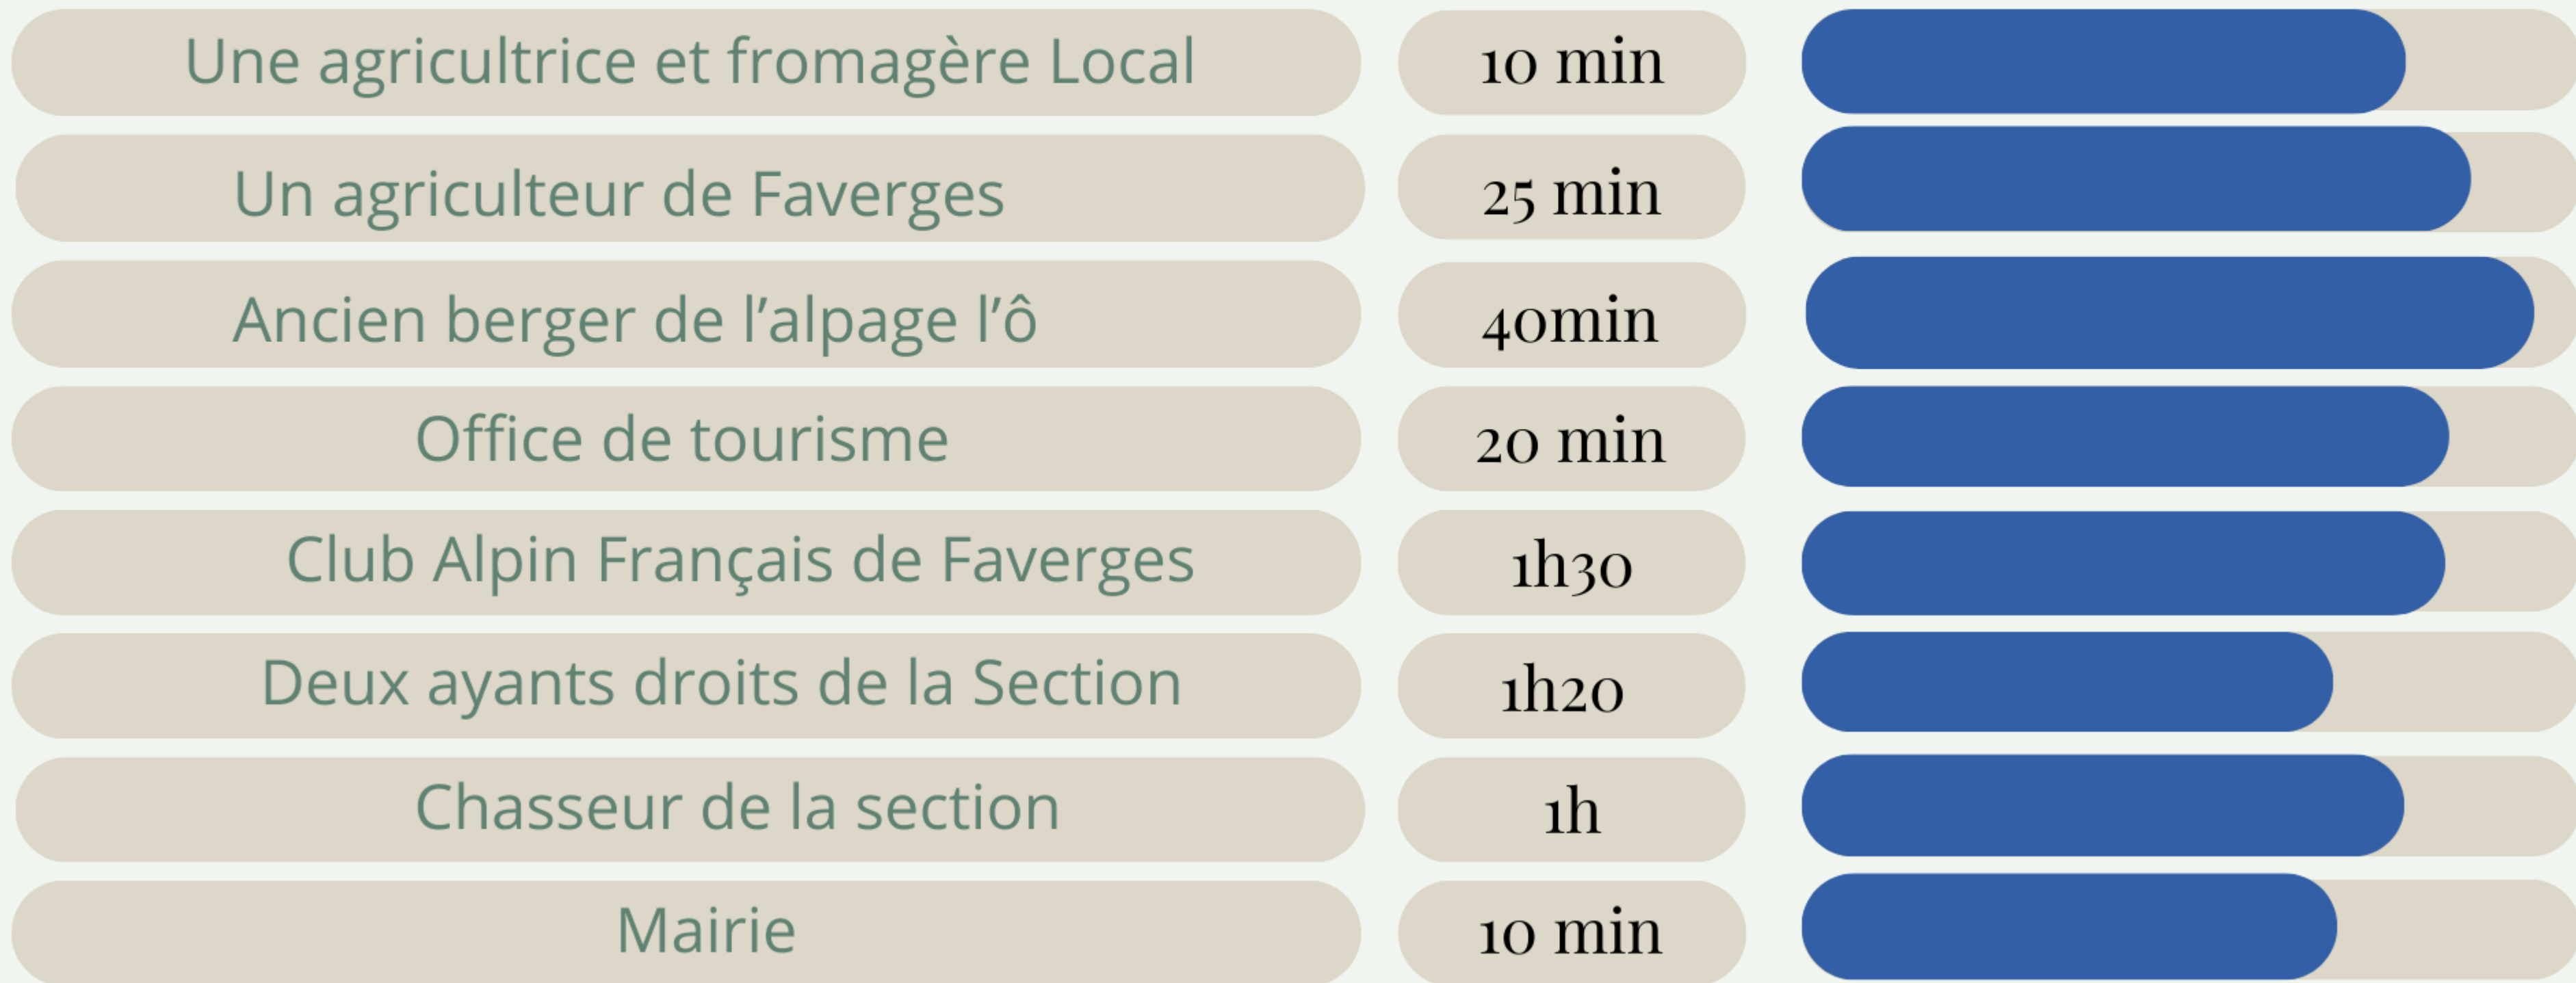 Une agricultrice et fromagère Local 10 min
Un agriculteur de Faverges 25 min
Ancien berger de l’alpage l’ô 40min
Office de tourisme 20 min
Club Alpin Français de Faverges 1h30
Deux ayants droits de la Section 1h20
Chasseur de la section 1h
Mairie 10 min